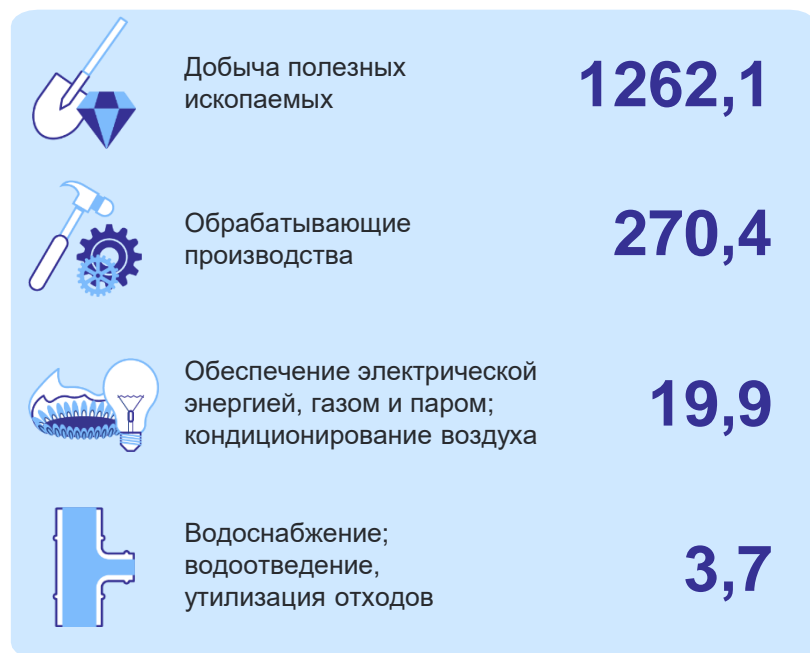 Добыча полезных
ископаемых
1262,1
Обрабатывающие
производства
270,4
Обеспечение электрической
энергией, газом и паром;
кондиционирование воздуха
19,9
Водоснабжение;
водоотведение,
утилизация отходов
3,7